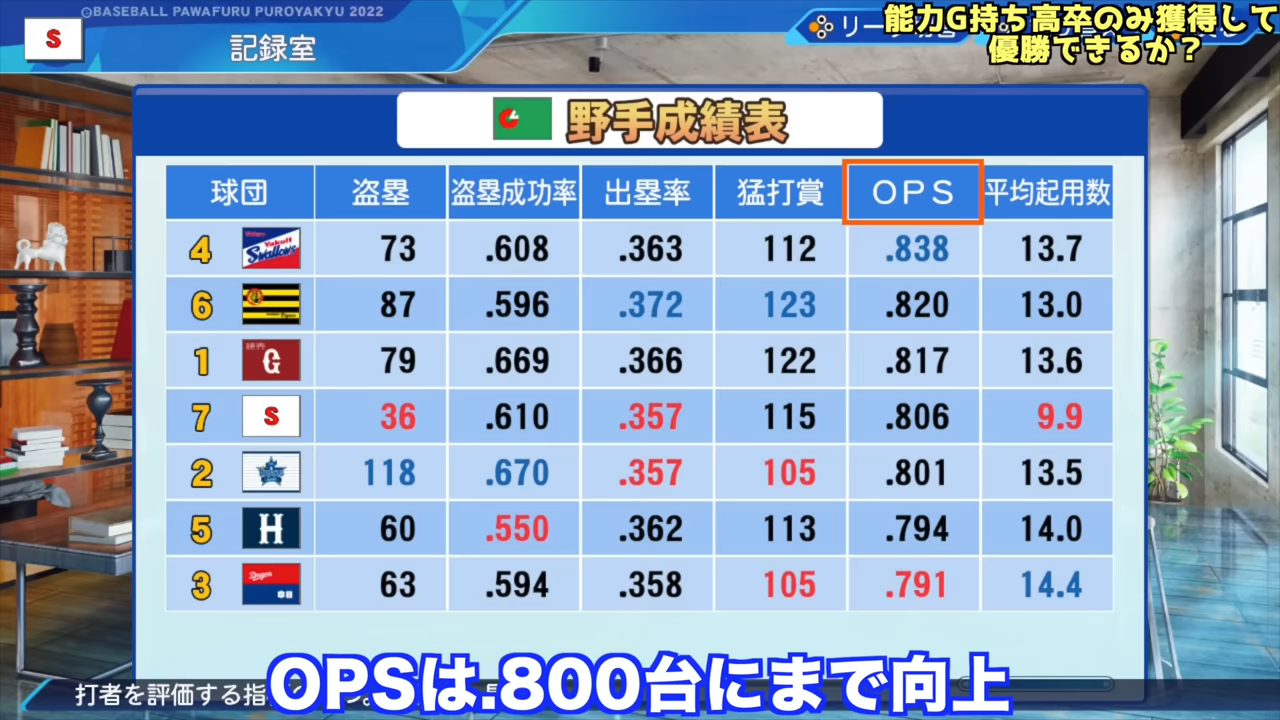 ©BASEBALL PAWAFURU PUROYAKYU 2022
S
記録室
リー
能力G持ち高卒のみ獲得して
優勝できるか?
野手成績表
球団 盗塁 盗塁成功率 出塁率 猛打賞 OPS 平均起用数
4 Yakult Swallows 73 .608 .363 112 .838 13.7
6 Tigers 87 .596 .372 123 .820 13.0
1 G 79 .669 .366 122 .817 13.6
7 S 36 .610 .357 115 .806 9.9
2 118 .670 .357 105 .801 13.5
5 H 60 .550 .362 113 .794 14.0
3 Dragons 63 .594 .358 105 .791 14.4
打者を評価する指
OPSは.800台にまで向上